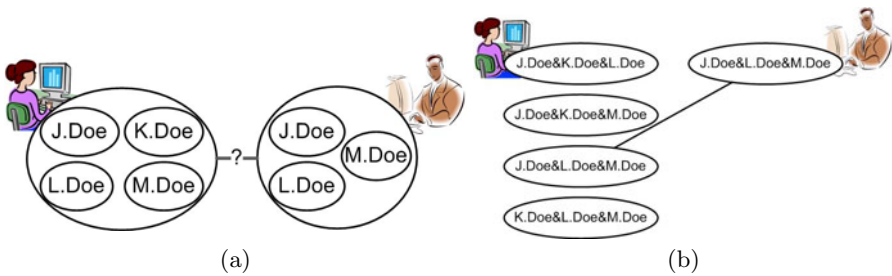 J.Doe K.Doe
L.Doe M.Doe
?
J.Doe
M.Doe
L.Doe
(a)
J.Doe&K.Doe&L.Doe
J.Doe&K.Doe&M.Doe
J.Doe&L.Doe&M.Doe
K.Doe&L.Doe&M.Doe
J.Doe&L.Doe&M.Doe
(b)